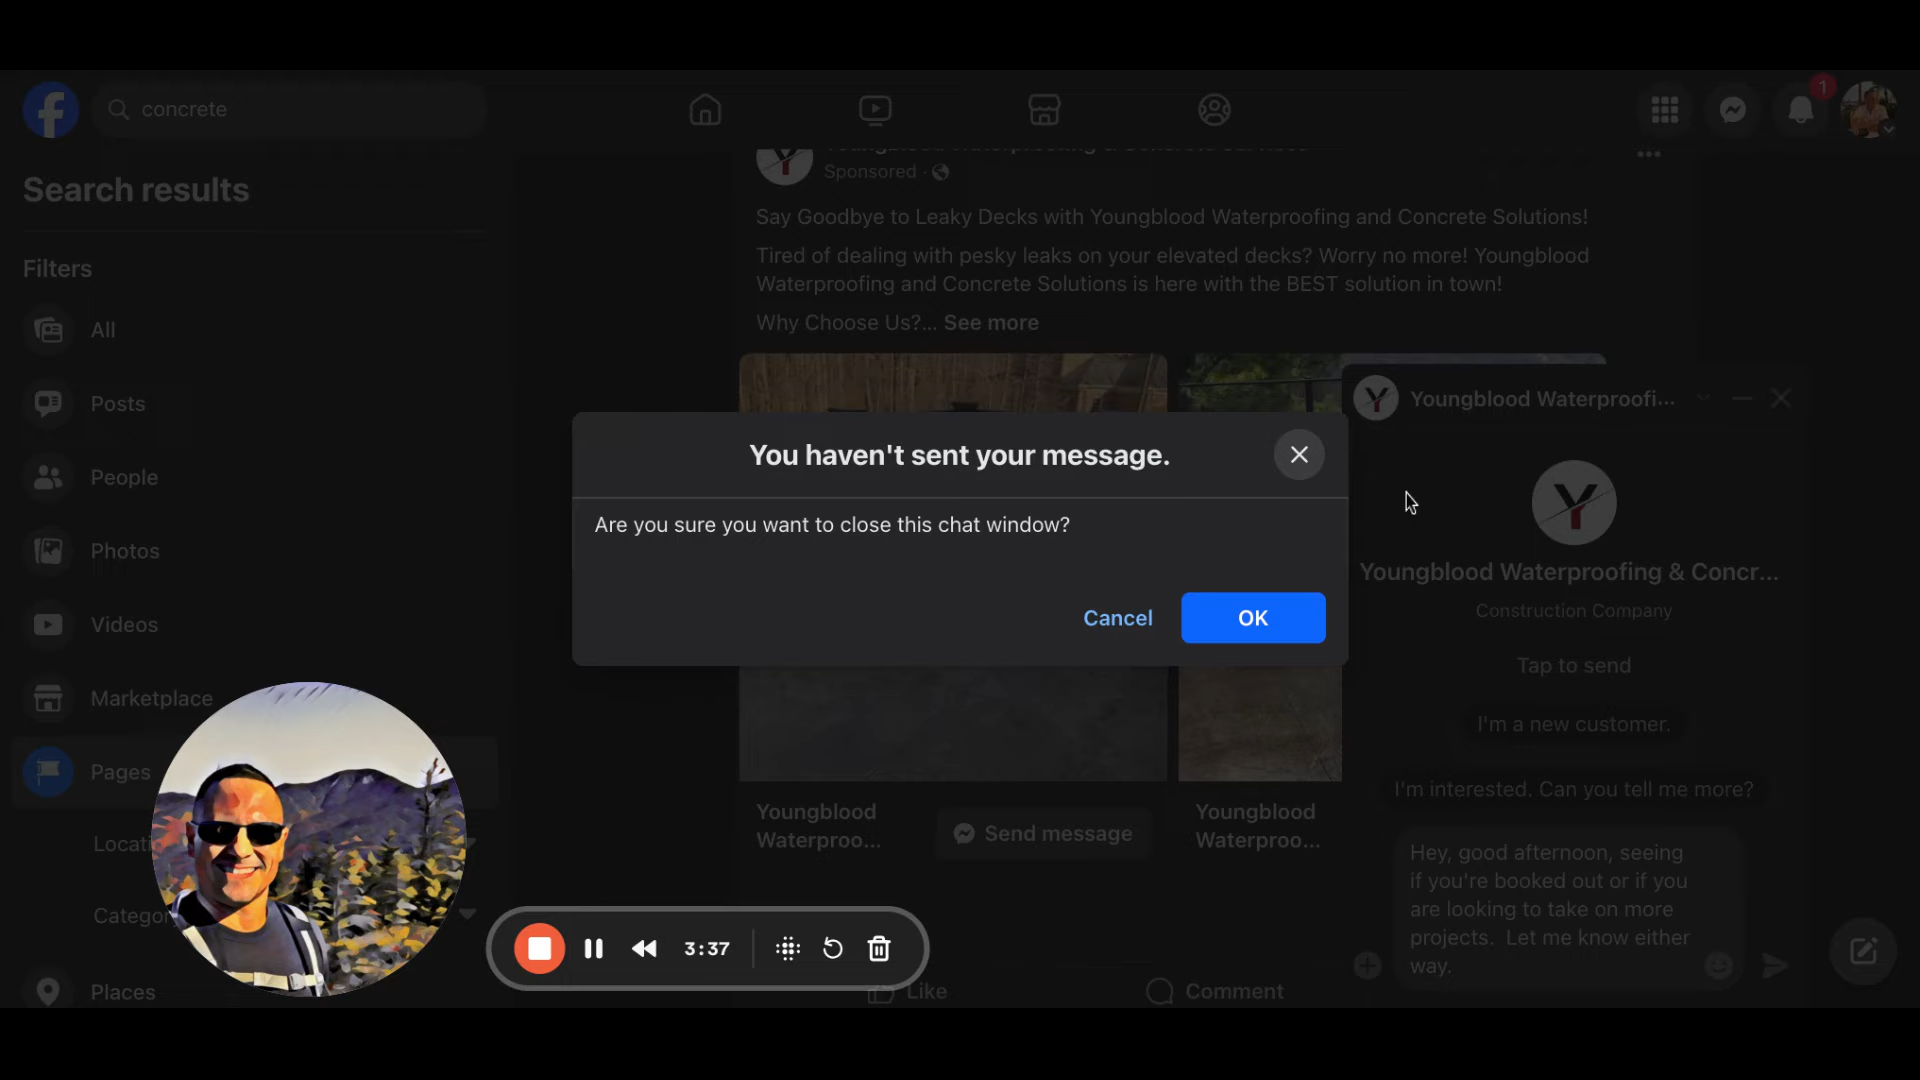 concrete
1
Search results
Sponsored ·
Say Goodbye to Leaky Decks with Youngblood Waterproofing and Concrete Solutions!
Filters
Tired of dealing with pesky leaks on your elevated decks? Worry no more! Youngblood
Waterproofing and Concrete Solutions is here with the BEST solution in town!
Why Choose Us?... See more
All
Posts
People
Photos
Videos
Marketplace
Pages
Places
Youngblood Waterproofi...
You haven't sent your message.
Are you sure you want to close this chat window?
Cancel
OK
Youngblood Waterproofing & Concr...
Construction Company
Tap to send
I'm a new customer.
I'm interested. Can you tell me more?
Hey, good afternoon, seeing
if you're booked out or if you
are looking to take on more
projects. Let me know either
way.
Youngblood
Waterproo...
Send message
Youngblood
Waterproo...
3:37
Like
Comment